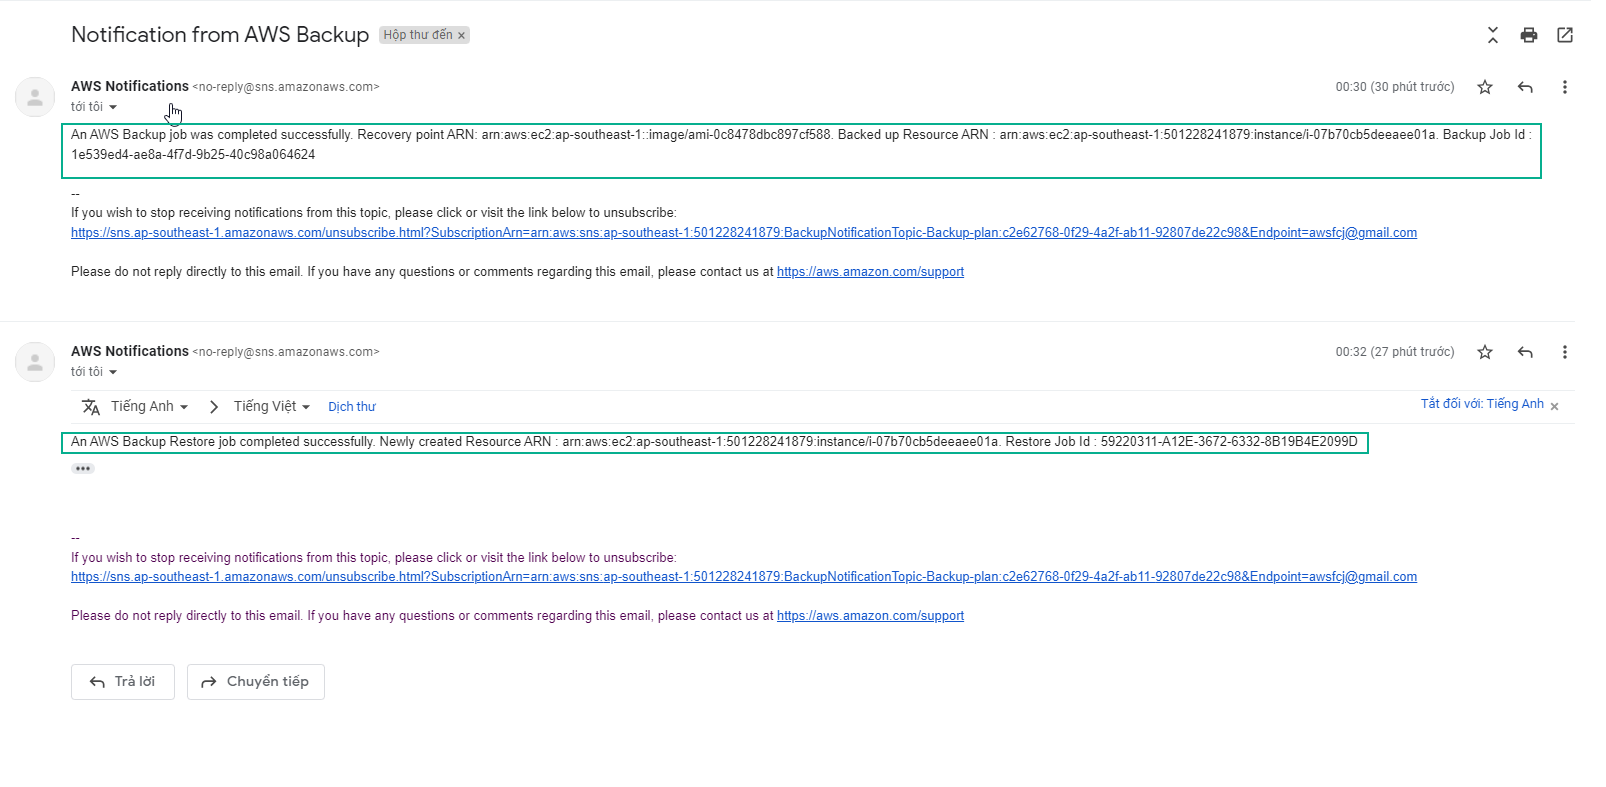 Notification from AWS Backup Hộp thư đến ×
AWS Notifications <no-reply@sns.amazonaws.com> 00:30 (30 phút trước)
tới tôi
An AWS Backup job was completed successfully. Recovery point ARN: arn:aws:ec2:ap-southeast-1::image/ami-0c8478dbc897cf588. Backed up Resource ARN : arn:aws:ec2:ap-southeast-1:501228241879:instance/i-07b70cb5deeaee01a. Backup Job Id :
1e539ed4-ae8a-4f7d-9b25-40c98a064624
--
If you wish to stop receiving notifications from this topic, please click or visit the link below to unsubscribe:
https://sns.ap-southeast-1.amazonaws.com/unsubscribe.html?SubscriptionArn=arn:aws:sns:ap-southeast-1:501228241879:BackupNotificationTopic-Backup-plan:c2e62768-0f29-4a2f-ab11-92807de22c98&Endpoint=awsfcj@gmail.com
Please do not reply directly to this email. If you have any questions or comments regarding this email, please contact us at https://aws.amazon.com/support
AWS Notifications <no-reply@sns.amazonaws.com> 00:32 (27 phút trước)
tới tôi
Tiếng Anh Tiếng Việt Dịch thư Tắt đối với: Tiếng Anh ×
An AWS Backup Restore job completed successfully. Newly created Resource ARN : arn:aws:ec2:ap-southeast-1:501228241879:instance/i-07b70cb5deeaee01a. Restore Job Id : 59220311-A12E-3672-6332-8B19B4E2099D
--
If you wish to stop receiving notifications from this topic, please click or visit the link below to unsubscribe:
https://sns.ap-southeast-1.amazonaws.com/unsubscribe.html?SubscriptionArn=arn:aws:sns:ap-southeast-1:501228241879:BackupNotificationTopic-Backup-plan:c2e62768-0f29-4a2f-ab11-92807de22c98&Endpoint=awsfcj@gmail.com
Please do not reply directly to this email. If you have any questions or comments regarding this email, please contact us at https://aws.amazon.com/support
Trả lời Chuyển tiếp